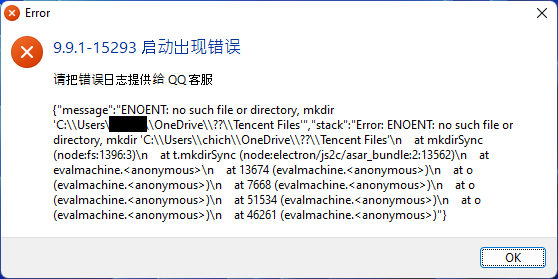 Error
9.9.1-15293 启动出现错误
请把错误日志提供给 QQ 客服
{"message":"ENOENT: no such file or directory, mkdir
'C:\\Users\\OneDrive\\??\\Tencent Files'","stack":"Error: ENOENT: no such file or
directory, mkdir 'C:\\Users\\chich\\OneDrive\\??\\Tencent Files'\n    at mkdirSync
(node:fs:1396:3)\n    at t.mkdirSync (node:electron/js2c/asar_bundle:2:13562)\n    at
evalmachine.<anonymous>\n    at 13674 (evalmachine.<anonymous>)\n    at o
(evalmachine.<anonymous>)\n    at 7668 (evalmachine.<anonymous>)\n    at o
(evalmachine.<anonymous>)\n    at 51534 (evalmachine.<anonymous>)\n    at o
(evalmachine.<anonymous>)\n    at 46261 (evalmachine.<anonymous>)"}
OK